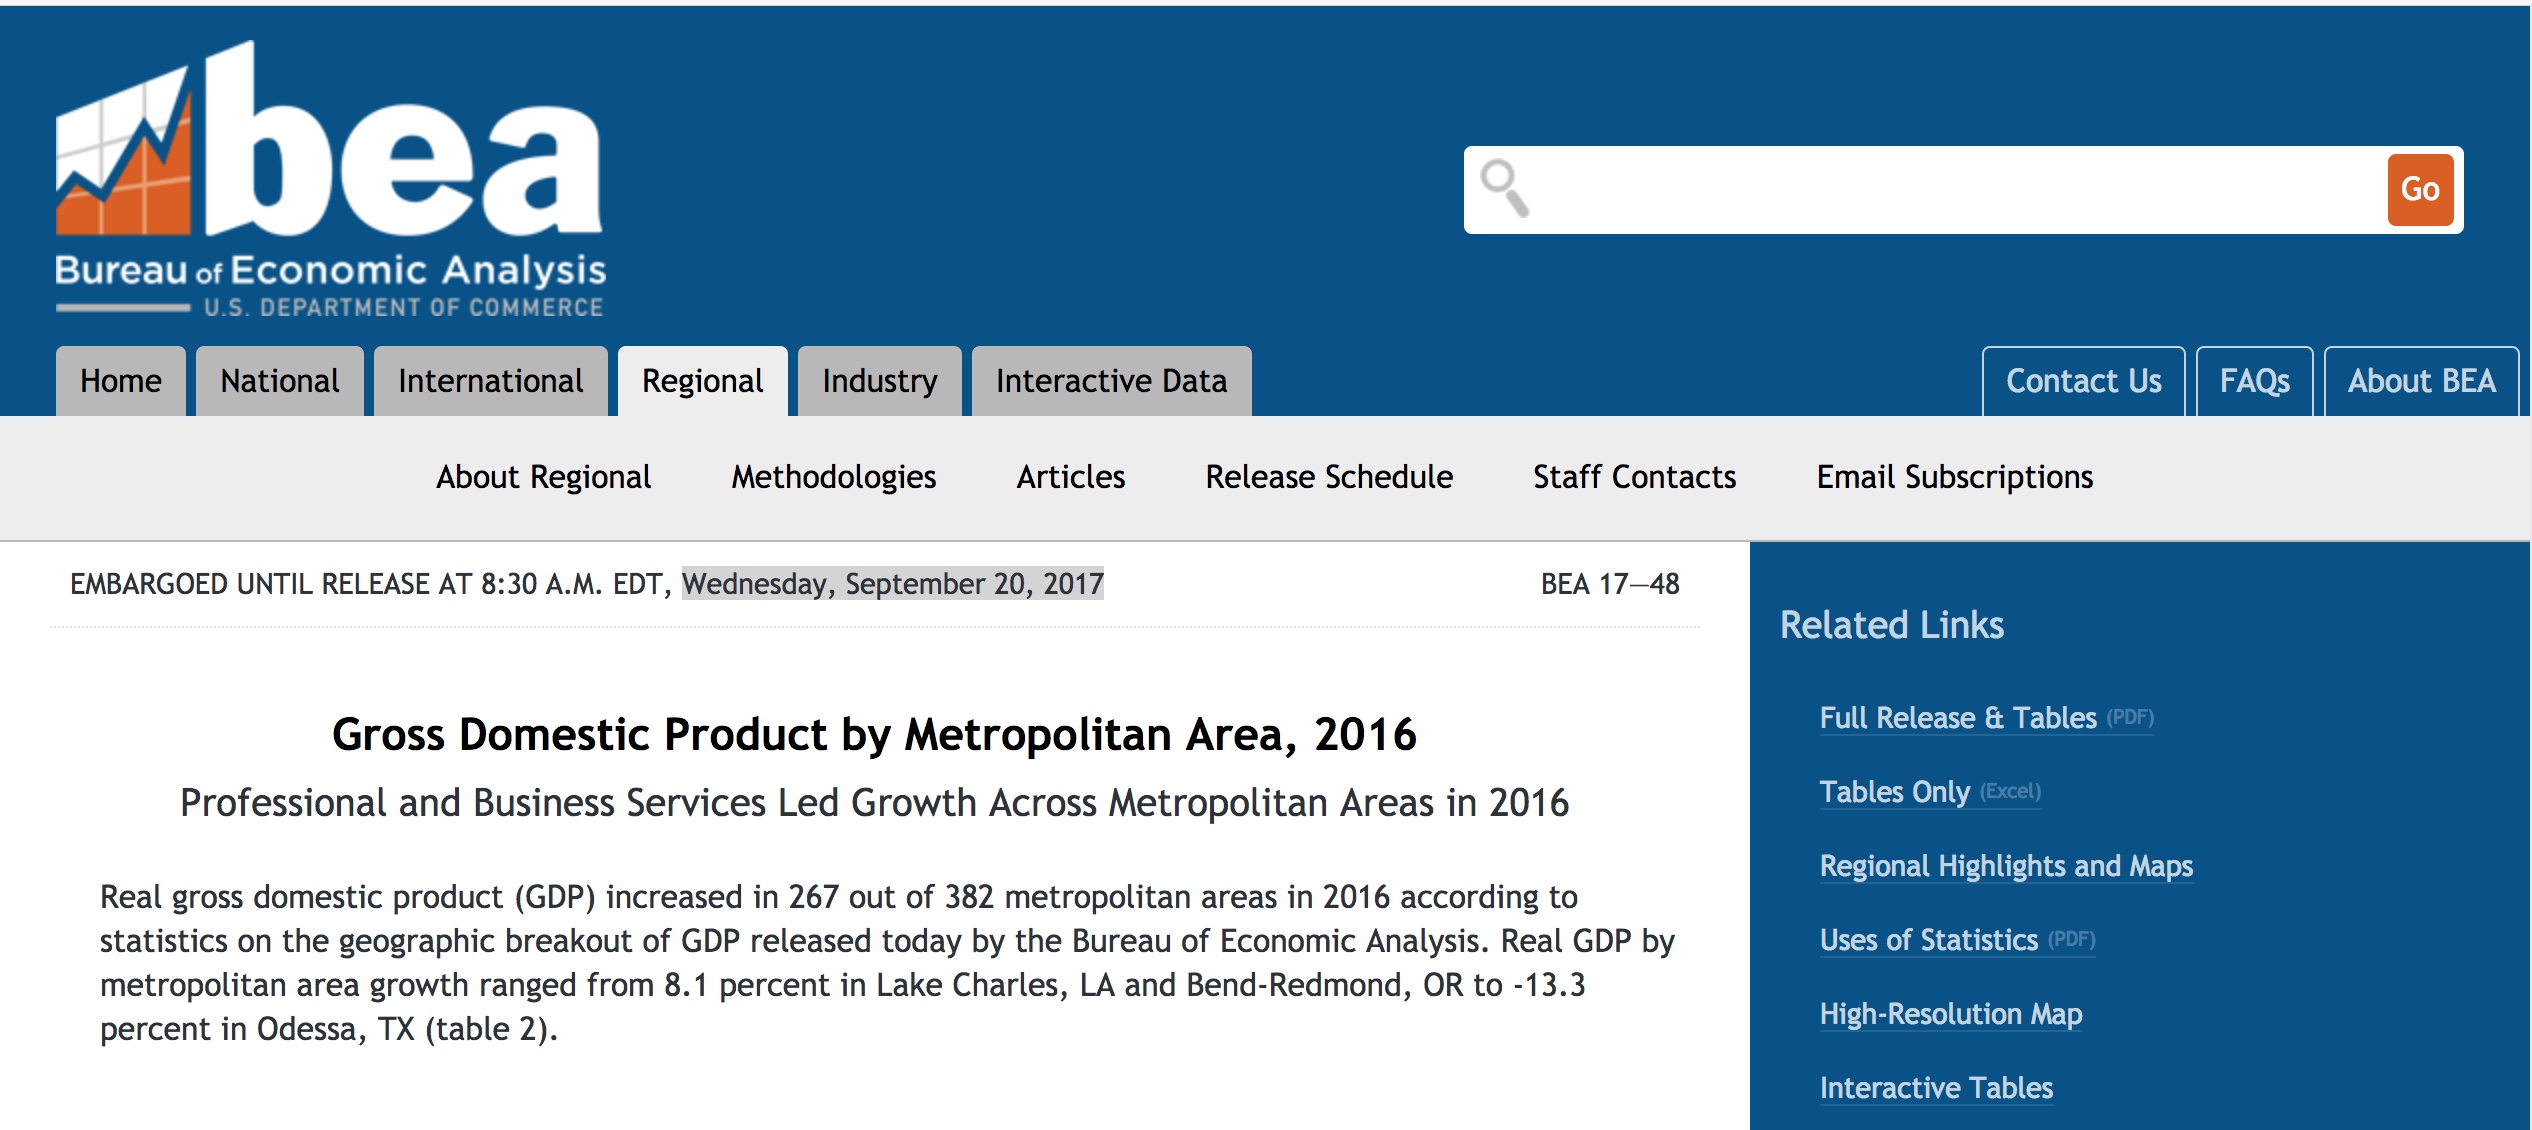 bea
Bureau of Economic Analysis
U.S. DEPARTMENT OF COMMERCE
Go
Home National International Regional Industry Interactive Data Contact Us FAQs About BEA
About Regional Methodologies Articles Release Schedule Staff Contacts Email Subscriptions
EMBARGOED UNTIL RELEASE AT 8:30 A.M. EDT, Wednesday, September 20, 2017 BEA 17—48
Gross Domestic Product by Metropolitan Area, 2016
Professional and Business Services Led Growth Across Metropolitan Areas in 2016
Real gross domestic product (GDP) increased in 267 out of 382 metropolitan areas in 2016 according to
statistics on the geographic breakout of GDP released today by the Bureau of Economic Analysis. Real GDP by
metropolitan area growth ranged from 8.1 percent in Lake Charles, LA and Bend-Redmond, OR to -13.3
percent in Odessa, TX (table 2).
Related Links
Full Release & Tables (PDF)
Tables Only (Excel)
Regional Highlights and Maps
Uses of Statistics (PDF)
High-Resolution Map
Interactive Tables